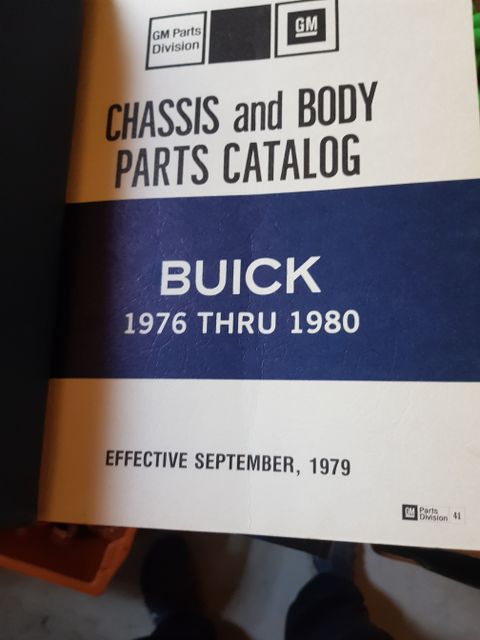 GM Parts
Division
GM
CHASSIS and BODY
PARTS CATALOG
BUICK
1976 THRU 1980
EFFECTIVE SEPTEMBER, 1979
GM Parts
Division 41